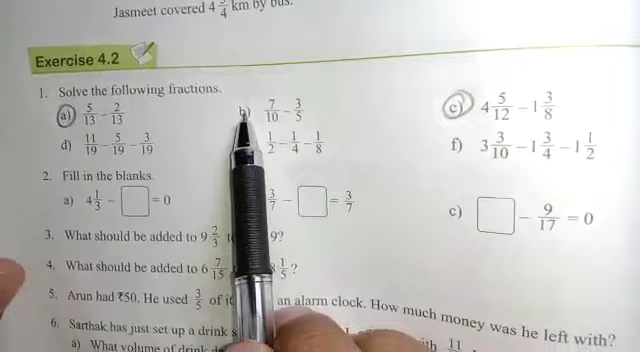 Jasmeet covered 4 3/4 km by bus.
Exercise 4.2
1. Solve the following fractions.
a) 5/13 - 2/13 b) 7/10 - 3/5 c) 4 5/12 - 1 3/8
d) 11/19 - 5/19 - 3/19 1/2 - 1/4 - 1/8 f) 3 3/10 - 1 3/4 - 1 1/2
2. Fill in the blanks.
a) 4 1/3 - □ = 0 3/7 - □ = 3/7 c) □ - 9/17 = 0
3. What should be added to 9 2/3 9?
4. What should be added to 6 7/15 1/5?
5. Arun had ₹50. He used 3/5 of it an alarm clock. How much money was he left with?
6. Sarthak has just set up a drink 11
a) What volume of drink